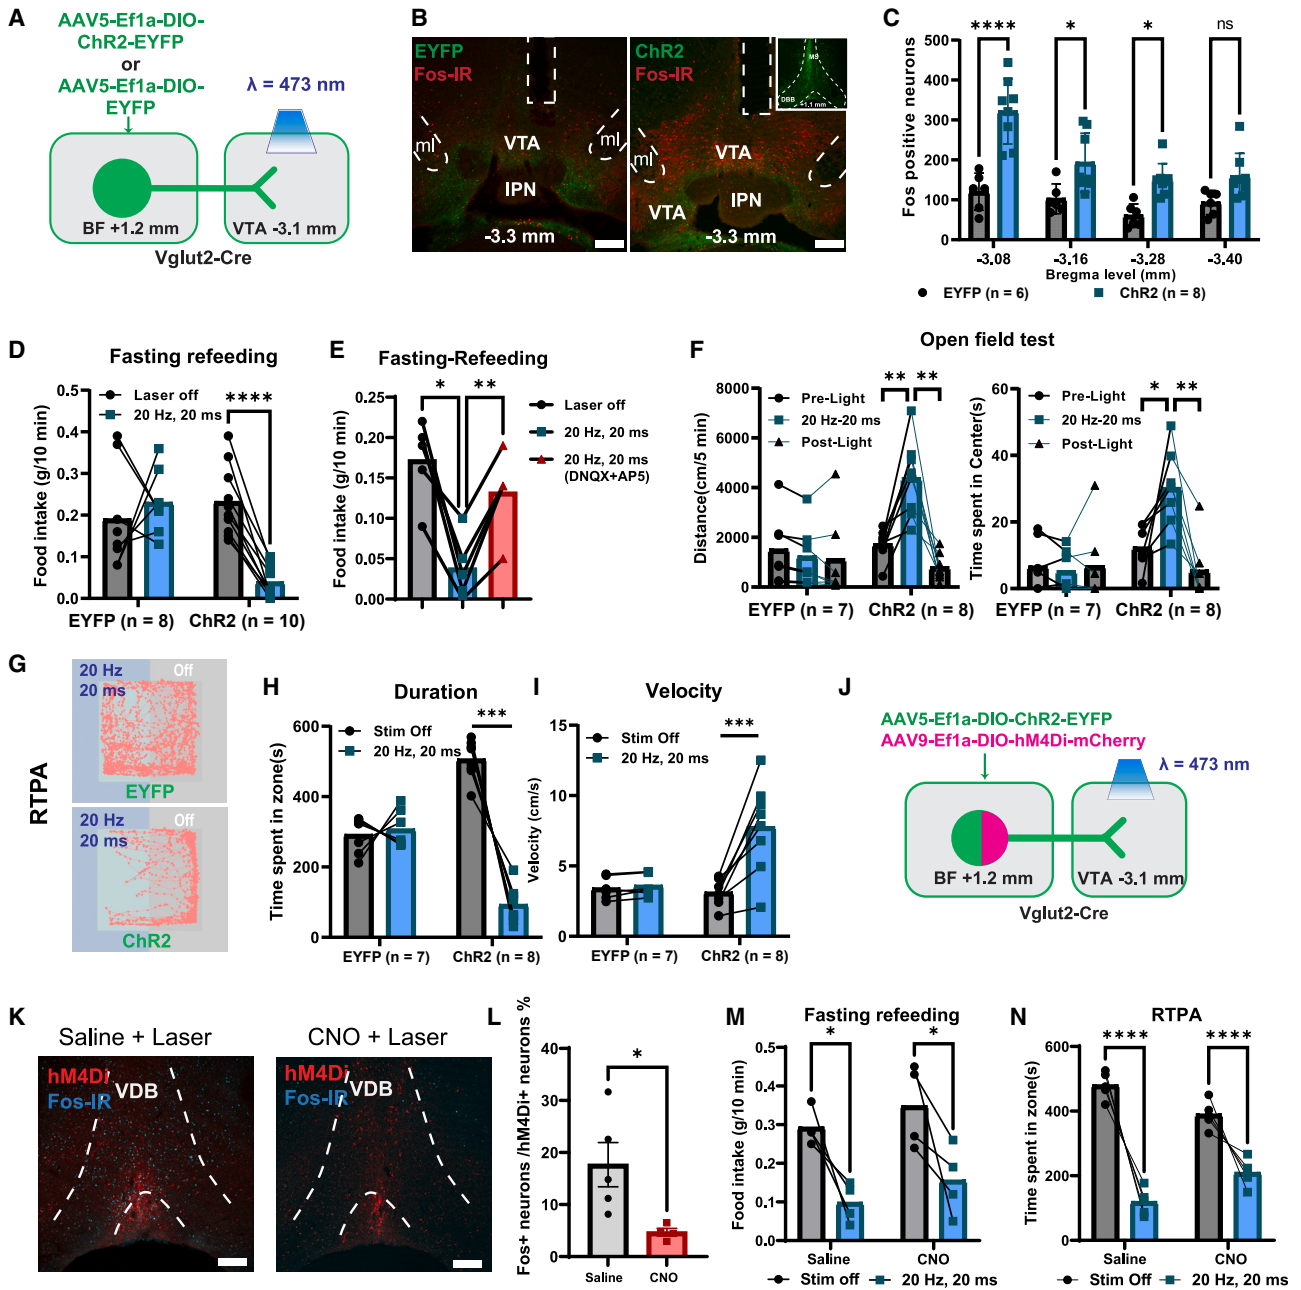 A
AAV5-Ef1a-DIO-
ChR2-EYFP
or
AAV5-Ef1a-DIO-
EYFP
λ = 473 nm
BF +1.2 mm
VTA -3.1 mm
Vglut2-Cre
B
EYFP
Fos-IR
ml
VTA
ml
IPN
-3.3 mm
ChR2
Fos-IR
MS
DBB
+1.1 mm
ml
VTA
ml
IPN
VTA
-3.3 mm
C
Fos positive neurons
500
400
300
200
100
0
****
*
*
ns
-3.08
-3.16
-3.28
-3.40
Bregma level (mm)
EYFP (n = 6)
ChR2 (n = 8)
D
Fasting refeeding
Food intake (g/10 min)
0.5
0.4
0.3
0.2
0.1
0.0
Laser off
20 Hz, 20 ms
****
EYFP (n = 8)
ChR2 (n = 10)
E
Fasting-Refeeding
Food intake (g/10 min)
0.25
0.20
0.15
0.10
0.05
0.00
*
**
Laser off
20 Hz, 20 ms
20 Hz, 20 ms
(DNQX+AP5)
F
Open field test
Distance(cm/5 min)
8000
6000
4000
2000
0
Pre-Light
20 Hz-20 ms
Post-Light
**
**
EYFP (n = 7)
ChR2 (n = 8)
Time spent in Center(s)
60
40
20
0
Pre-Light
20 Hz-20 ms
Post-Light
*
**
EYFP (n = 7)
ChR2 (n = 8)
G
RTPA
20 Hz
20 ms
Off
EYFP
20 Hz
20 ms
Off
ChR2
H
Duration
Time spent in zone(s)
600
400
200
0
Stim Off
20 Hz, 20 ms
***
EYFP (n = 7)
ChR2 (n = 8)
I
Velocity
Velocity (cm/s)
15
10
5
0
Stim Off
20 Hz, 20 ms
***
EYFP (n = 7)
ChR2 (n = 8)
J
AAV5-Ef1a-DIO-ChR2-EYFP
AAV9-Ef1a-DIO-hM4Di-mCherry
λ = 473 nm
BF +1.2 mm
VTA -3.1 mm
Vglut2-Cre
K
Saline + Laser
hM4Di
Fos-IR
VDB
CNO + Laser
hM4Di
Fos-IR
VDB
L
Fos+ neurons /hM4Di+ neurons %
40
30
20
10
0
*
Saline
CNO
M
Fasting refeeding
Food intake (g/10 min)
0.5
0.4
0.3
0.2
0.1
0.0
*
*
Saline
CNO
Stim off
20 Hz, 20 ms
N
RTPA
Time spent in zone(s)
600
400
200
0
****
****
Saline
CNO
Stim Off
20 Hz, 20 ms